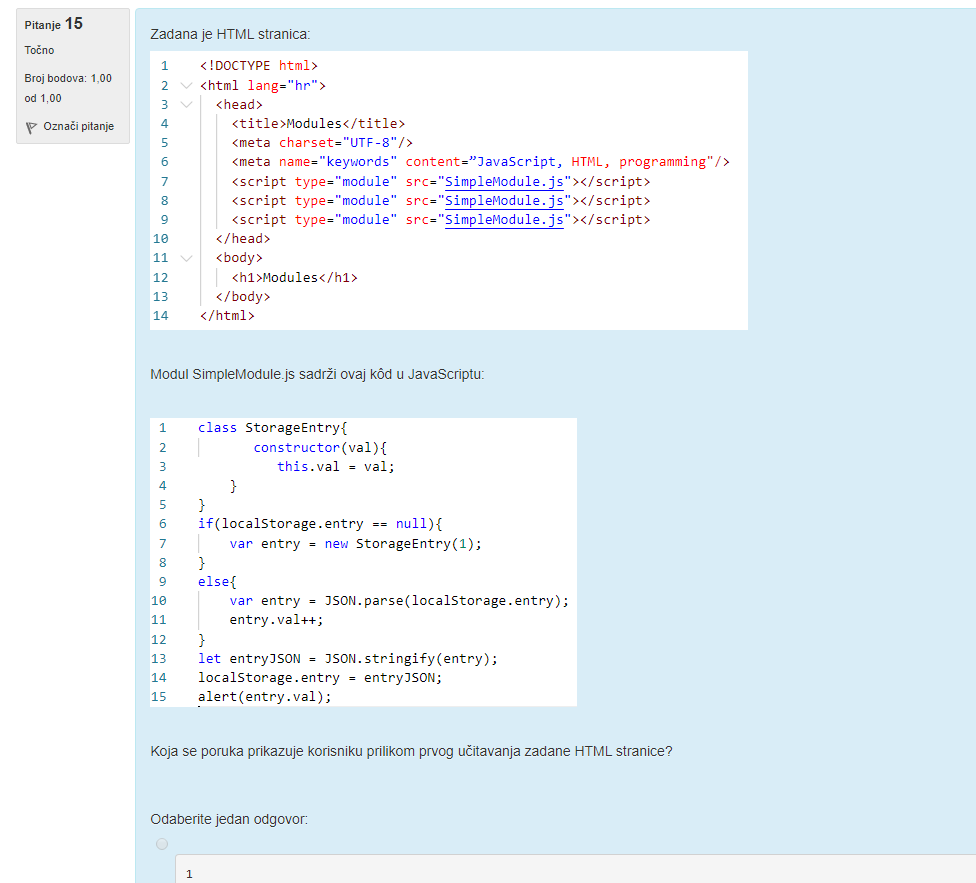 Pitanje 15
Točno
Broj bodova: 1,00
od 1,00
Označi pitanje
Zadana je HTML stranica:
1 <!DOCTYPE html>
2 <html lang="hr">
3 <head>
4 <title>Modules</title>
5 <meta charset="UTF-8"/>
6 <meta name="keywords" content=”JavaScript, HTML, programming"/>
7 <script type="module" src="SimpleModule.js"></script>
8 <script type="module" src="SimpleModule.js"></script>
9 <script type="module" src="SimpleModule.js"></script>
10 </head>
11 <body>
12 <h1>Modules</h1>
13 </body>
14 </html>
Modul SimpleModule.js sadrži ovaj kôd u JavaScriptu:
1 class StorageEntry{
2 constructor(val){
3 this.val = val;
4 }
5 }
6 if(localStorage.entry == null){
7 var entry = new StorageEntry(1);
8 }
9 else{
10 var entry = JSON.parse(localStorage.entry);
11 entry.val++;
12 }
13 let entryJSON = JSON.stringify(entry);
14 localStorage.entry = entryJSON;
15 alert(entry.val);
Koja se poruka prikazuje korisniku prilikom prvog učitavanja zadane HTML stranice?
Odaberite jedan odgovor:
1